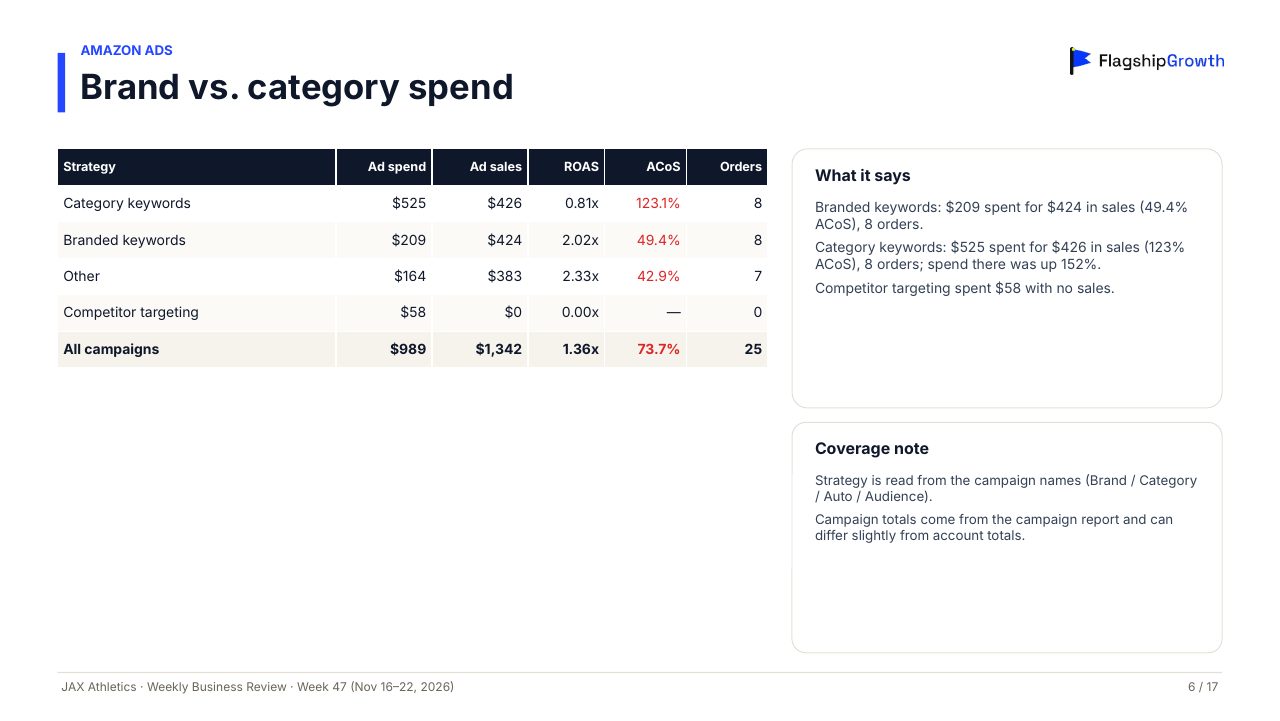 AMAZON ADS
Brand vs. category spend
FlagshipGrowth
Strategy Ad spend Ad sales ROAS ACoS Orders
Category keywords $525 $426 0.81x 123.1% 8
Branded keywords $209 $424 2.02x 49.4% 8
Other $164 $383 2.33x 42.9% 7
Competitor targeting $58 $0 0.00x — 0
All campaigns $989 $1,342 1.36x 73.7% 25
What it says
Branded keywords: $209 spent for $424 in sales (49.4%
ACoS), 8 orders.
Category keywords: $525 spent for $426 in sales (123%
ACoS), 8 orders; spend there was up 152%.
Competitor targeting spent $58 with no sales.
Coverage note
Strategy is read from the campaign names (Brand / Category
/ Auto / Audience).
Campaign totals come from the campaign report and can
differ slightly from account totals.
JAX Athletics · Weekly Business Review · Week 47 (Nov 16–22, 2026)
6 / 17